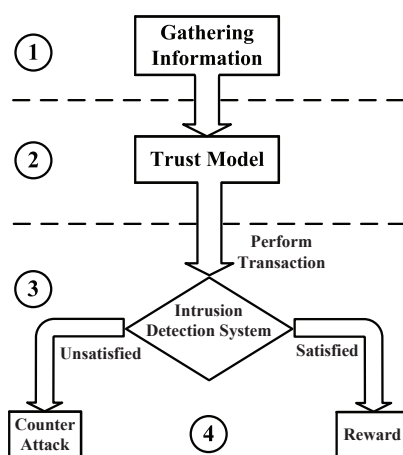 1
Gathering
Information
2
Trust Model
Perform
Transaction
3
Intrusion
Detection System
Unsatisfied
Satisfied
Counter
Attack
4
Reward